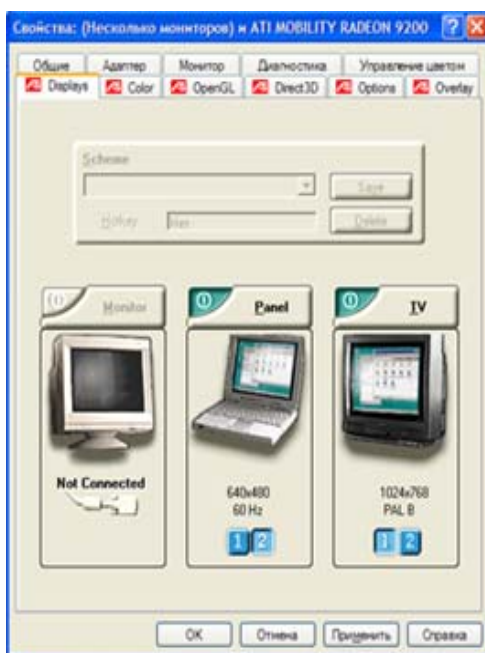 Свойства: (Несколько мониторов) и ATI MOBILITY RADEON 9200
Общие Адаптер Монитор Диагностика Управление цветом
Displays Color OpenGL Direct3D Options Overlay
Scheme
Save
Hotkey Нет Delete
Monitor Panel TV
Not Connected
640x480 1024x768
60 Hz PAL B
1 2 1 2
OK Отмена Применить Справка